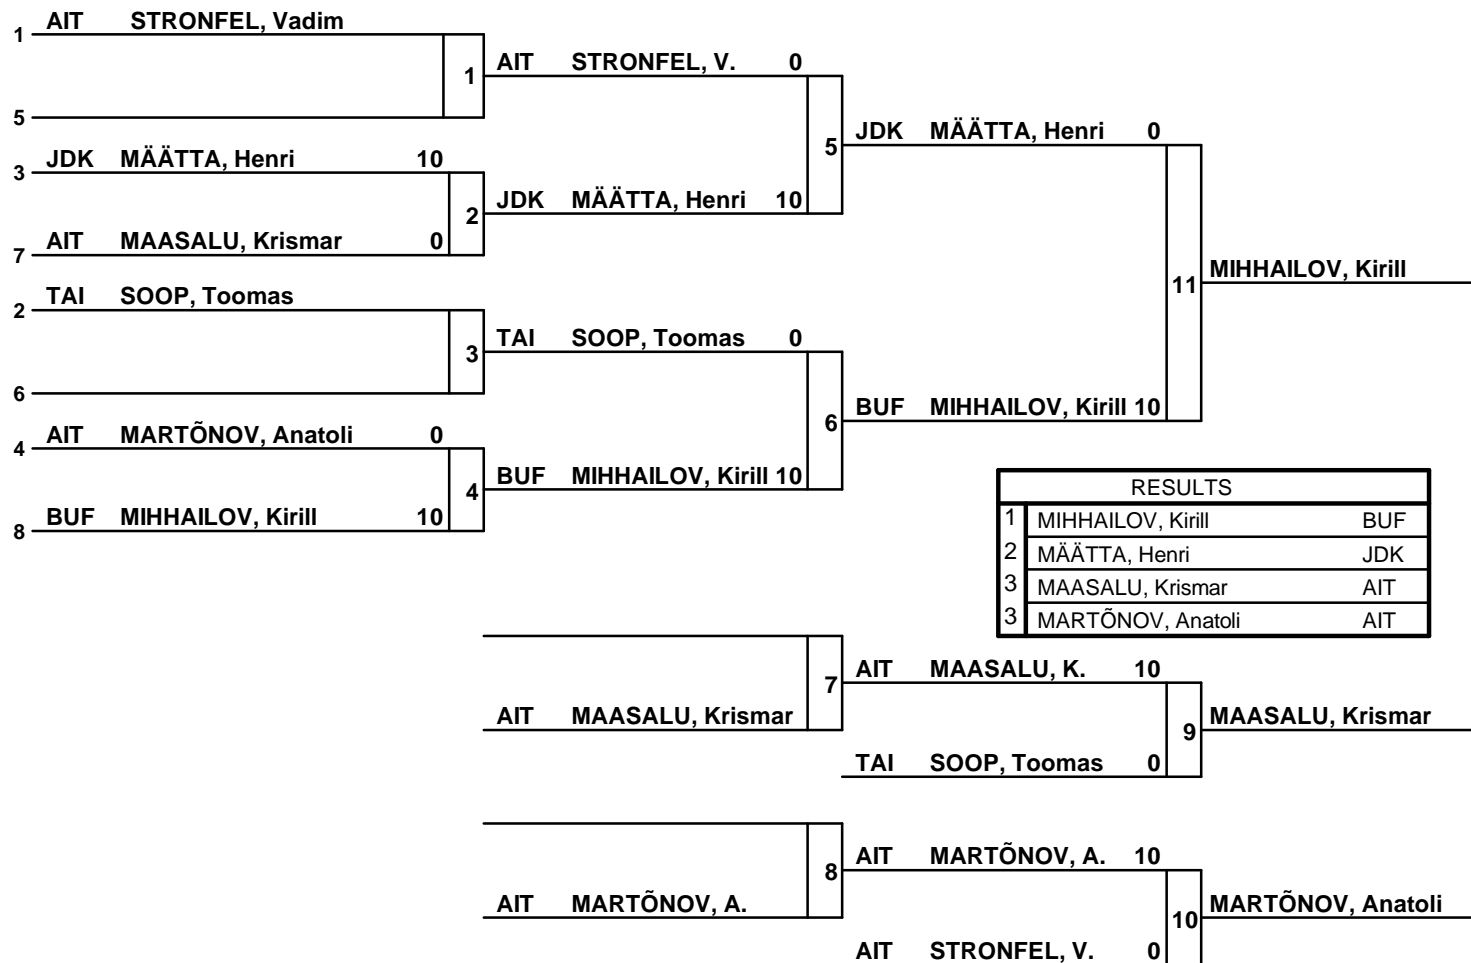 1 AIT STRONFEL, Vadim
1 AIT STRONFEL, V. 0
5
5 JDK MÄÄTTA, Henri 0
3 JDK MÄÄTTA, Henri 10
2 JDK MÄÄTTA, Henri 10
7 AIT MAASALU, Krismar 0
11 MIHHAILOV, Kirill
2 TAI SOOP, Toomas
3 TAI SOOP, Toomas 0
6
6 BUF MIHHAILOV, Kirill 10
4 AIT MARTÕNOV, Anatoli 0
4 BUF MIHHAILOV, Kirill 10
8 BUF MIHHAILOV, Kirill 10
RESULTS
1 MIHHAILOV, Kirill BUF
2 MÄÄTTA, Henri JDK
3 MAASALU, Krismar AIT
3 MARTÕNOV, Anatoli AIT
7 AIT MAASALU, K. 10
AIT MAASALU, Krismar
9 MAASALU, Krismar
TAI SOOP, Toomas 0
8 AIT MARTÕNOV, A. 10
AIT MARTÕNOV, A.
10 MARTÕNOV, Anatoli
AIT STRONFEL, V. 0